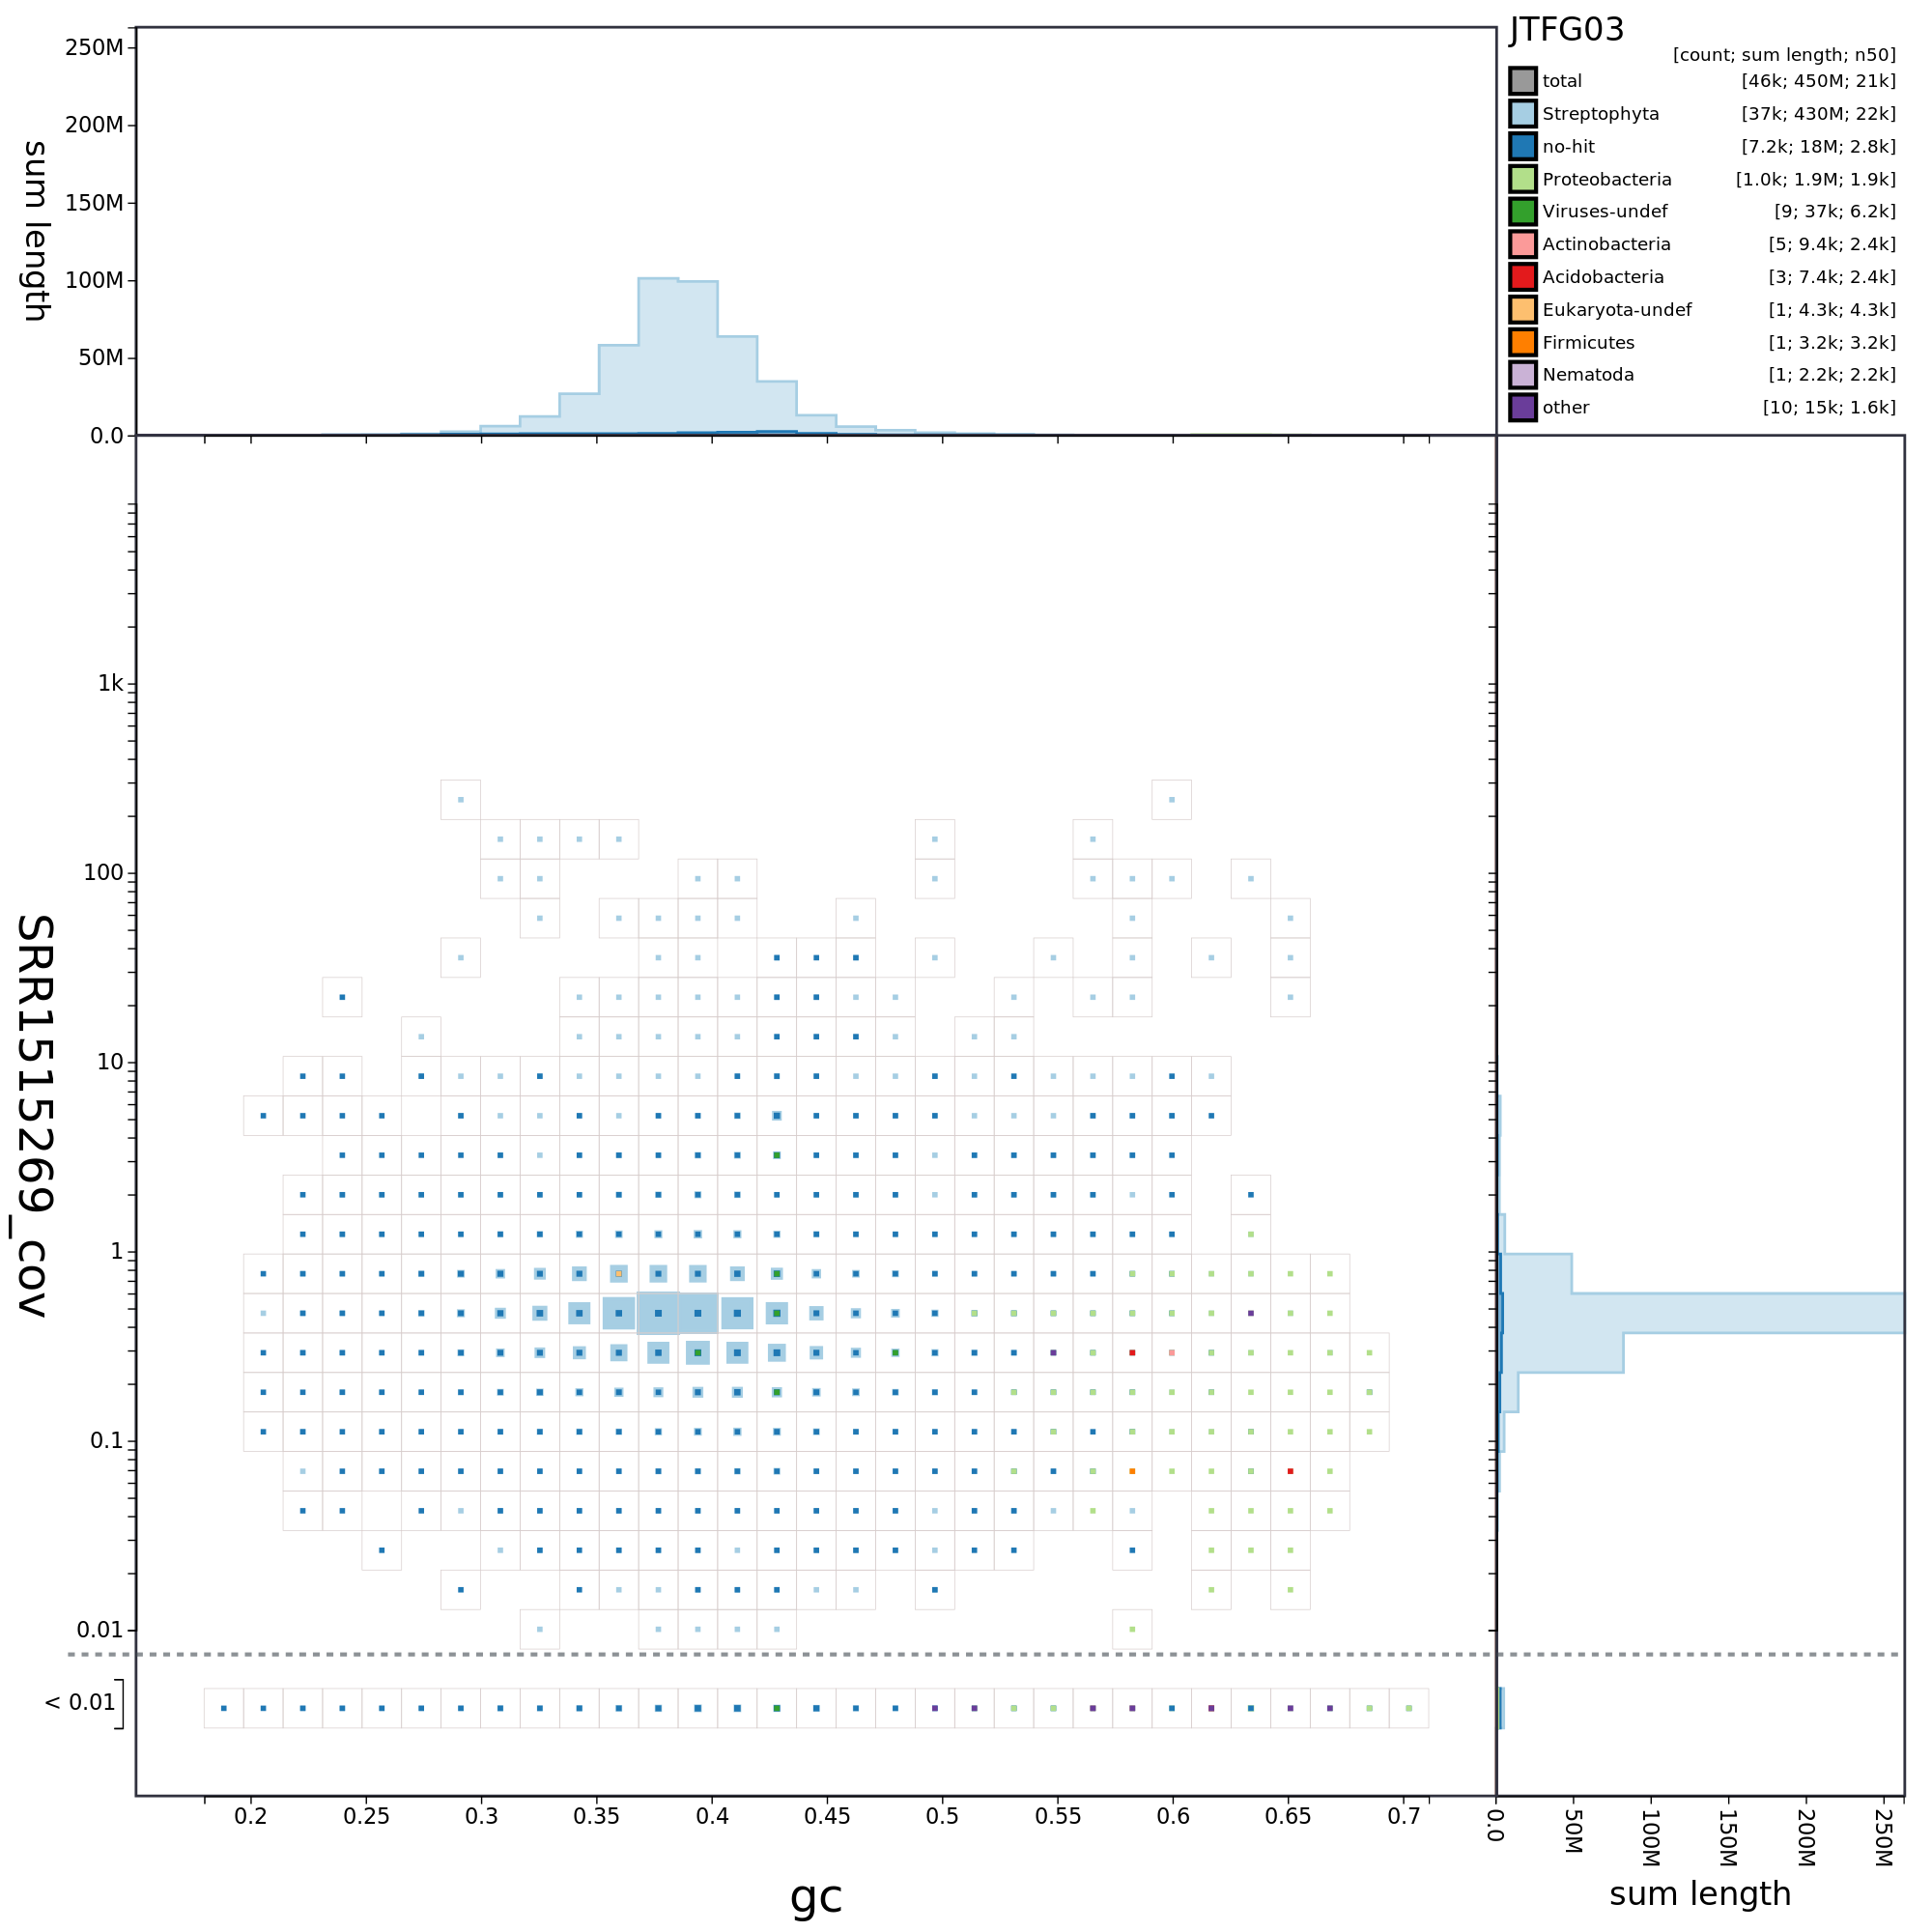 JTFG03
[count; sum length; n50]
total [46k; 450M; 21k]
Streptophyta [37k; 430M; 22k]
no-hit [7.2k; 18M; 2.8k]
Proteobacteria [1.0k; 1.9M; 1.9k]
Viruses-undef [9; 37k; 6.2k]
Actinobacteria [5; 9.4k; 2.4k]
Acidobacteria [3; 7.4k; 2.4k]
Eukaryota-undef [1; 4.3k; 4.3k]
Firmicutes [1; 3.2k; 3.2k]
Nematoda [1; 2.2k; 2.2k]
other [10; 15k; 1.6k]
sum length
250M
200M
150M
100M
50M
0.0
SRR1515269_cov
1k
100
10
1
0.1
0.01
< 0.01
0.2 0.25 0.3 0.35 0.4 0.45 0.5 0.55 0.6 0.65 0.7
gc
0.0 50M 100M 150M 200M 250M
sum length